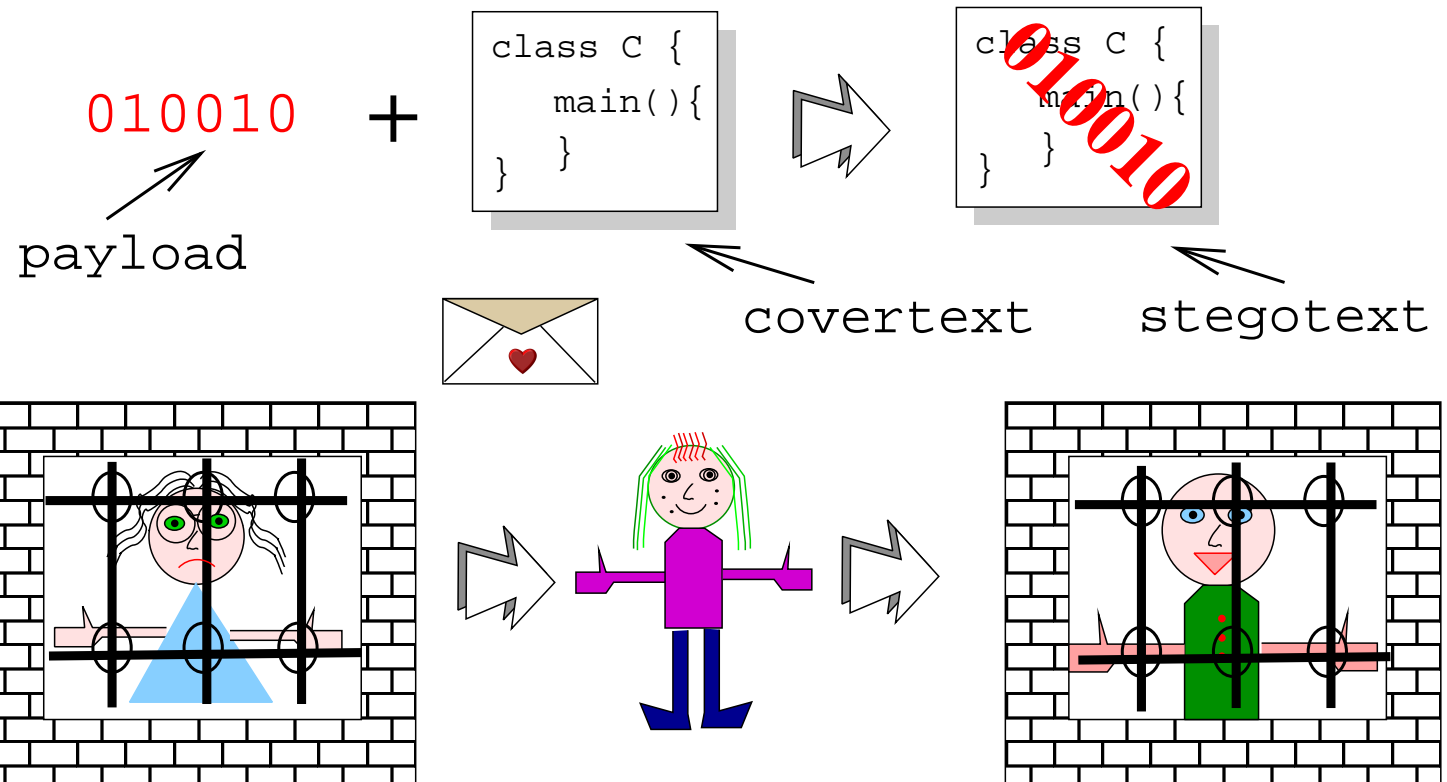 010010
+
class C {
main(){
}
}
class C {
main(){
}
}
010010
payload
covertext
stegotext